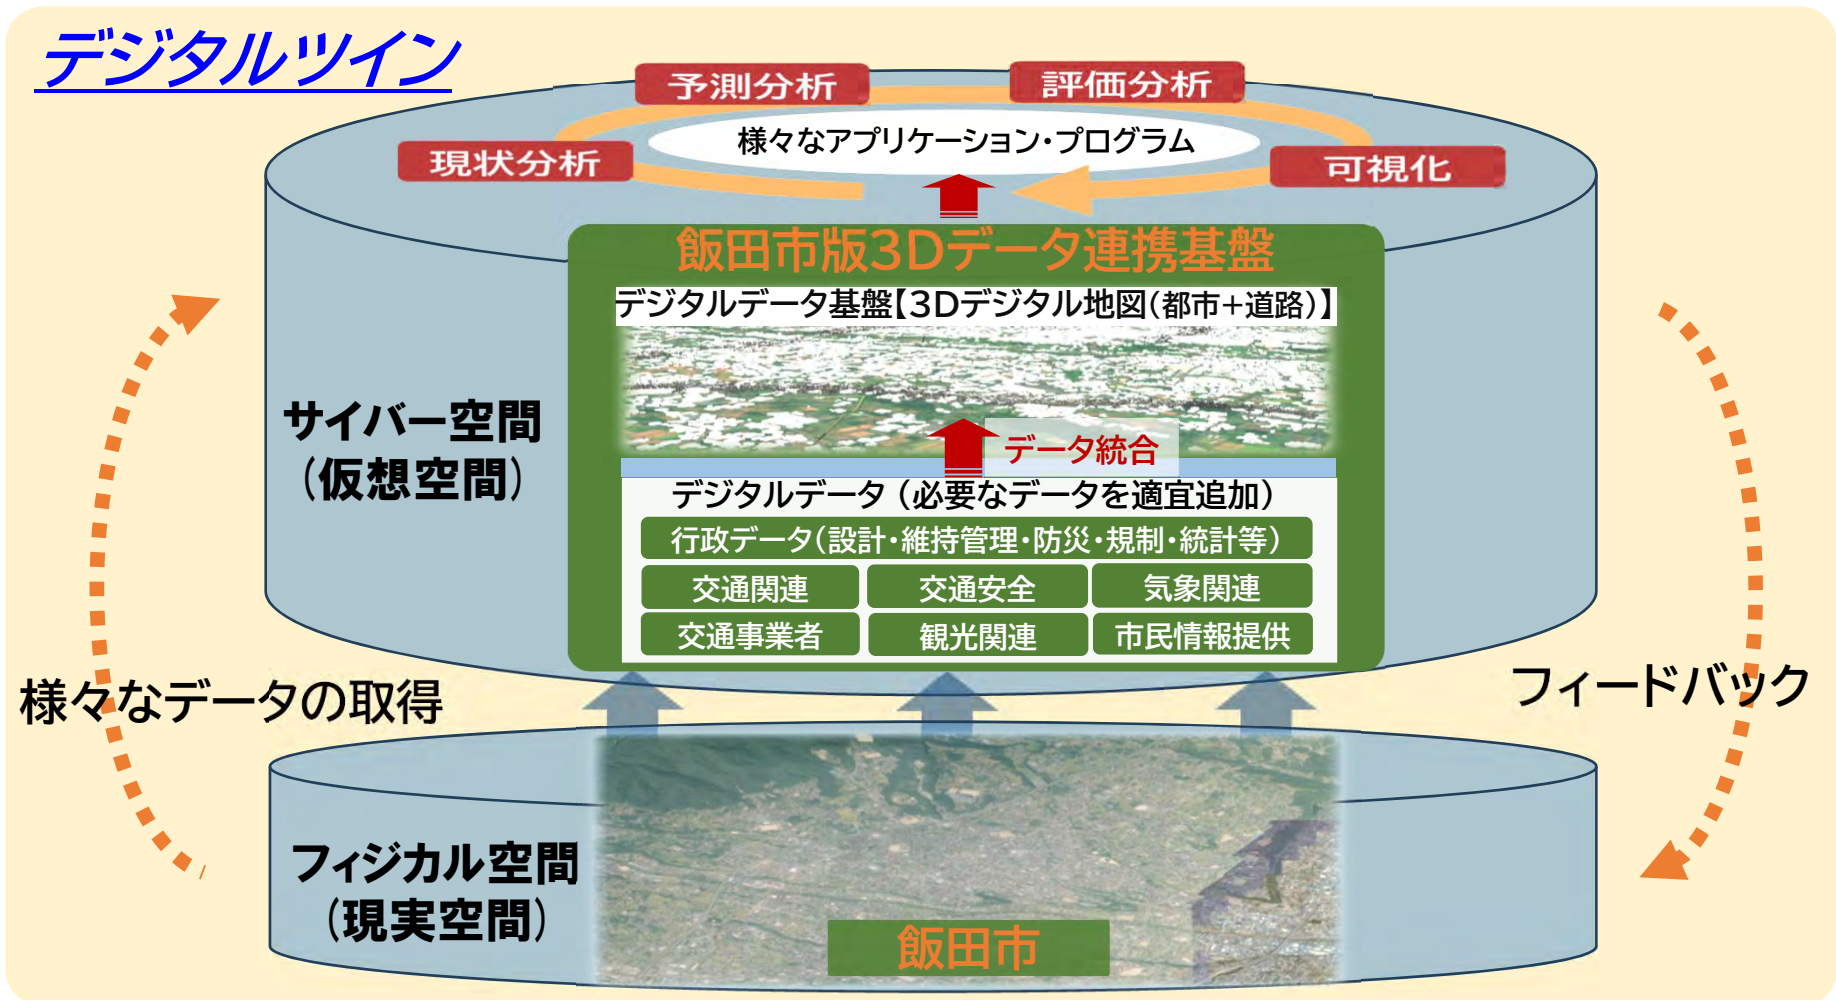 デジタルツイン
予測分析
評価分析
様々なアプリケーション・プログラム
現状分析
可視化
飯田市版3Dデータ連携基盤
デジタルデータ基盤【3Dデジタル地図(都市+道路)】
サイバー空間
(仮想空間)
データ統合
デジタルデータ(必要なデータを適宜追加)
行政データ(設計・維持管理・防災・規制・統計等)
交通関連
交通安全
気象関連
交通事業者
観光関連
市民情報提供
様々なデータの取得
フィードバック
フィジカル空間
(現実空間)
飯田市